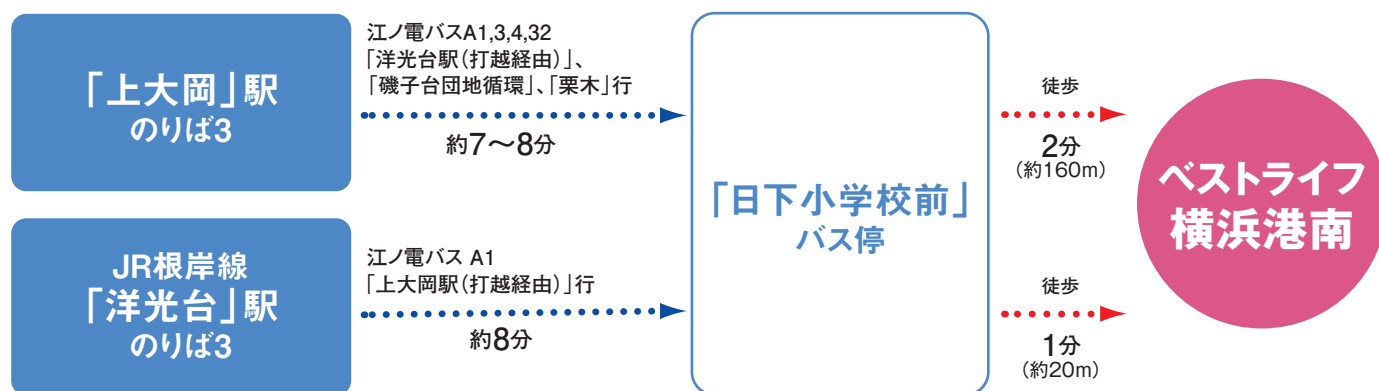 「上大岡」駅
のりば3
江ノ電バスA1,3,4,32
「洋光台駅（打越経由）」、
「磯子台団地循環」、「栗木」行
約7〜8分
JR根岸線
「洋光台」駅
のりば3
江ノ電バス A1
「上大岡駅（打越経由）」行
約8分
「日下小学校前」
バス停
徒歩
2分
（約160m）
徒歩
1分
（約20m）
ベストライフ
横浜港南